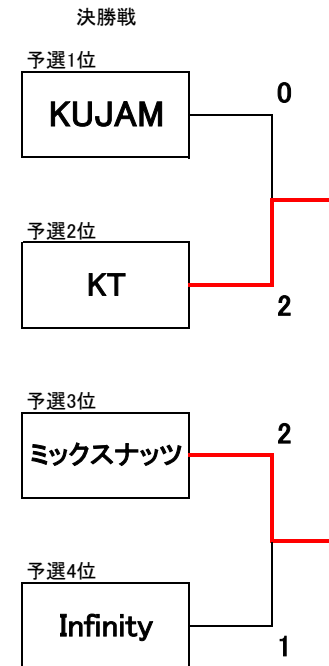 決勝戦
予選1位
KUJAM
0
予選2位
KT
2
予選3位
ミックスナッツ
2
予選4位
Infinity
1